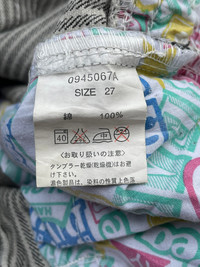 0945067A
SIZE 27
綿 100%
40
<お取り扱いの注意>
タンブラー乾燥(乾燥機)はお避け
下さい。
濃色製品は、染料の性質上色落